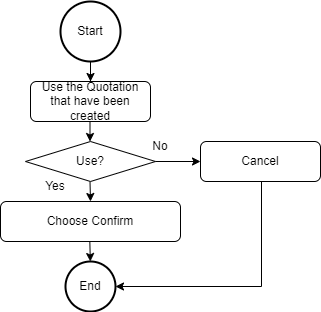 Start
Use the Quotation
that have been
created
Use?
No
Cancel
Yes
Choose Confirm
End